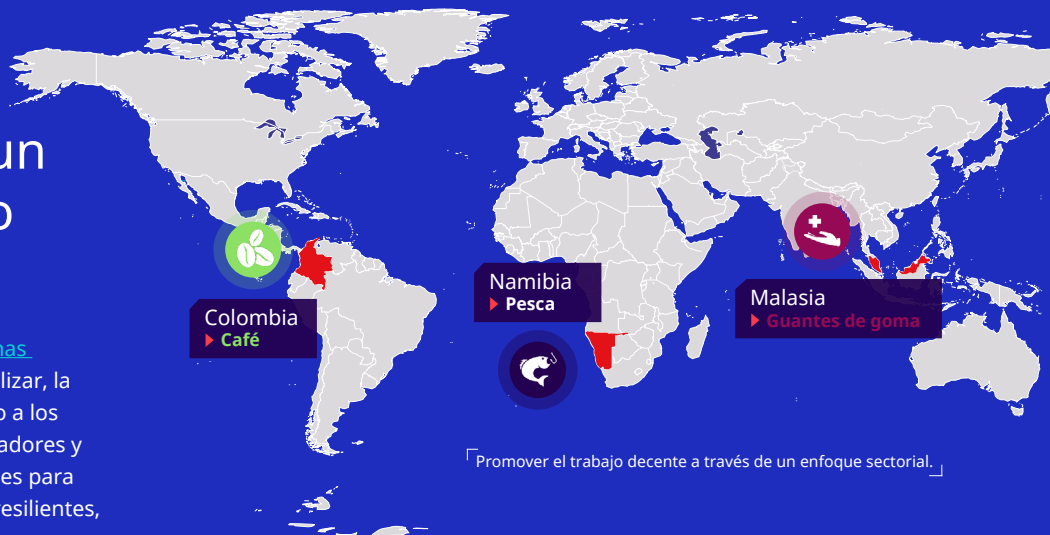 un
o
nas
lizar, la
o a los
adores y
es para
esilientes,
Colombia
Café
Namibia
Pesca
Malasia
Guantes de goma
Promover el trabajo decente a través de un enfoque sectorial.